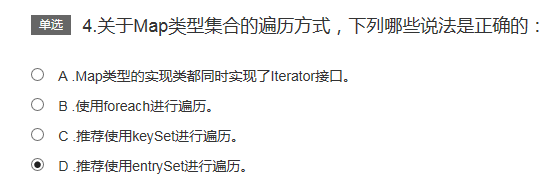 单选 4.关于Map类型集合的遍历方式，下列哪些说法是正确的：
A .Map类型的实现类都同时实现了Iterator接口。
B .使用foreach进行遍历。
C .推荐使用keySet进行遍历。
D .推荐使用entrySet进行遍历。